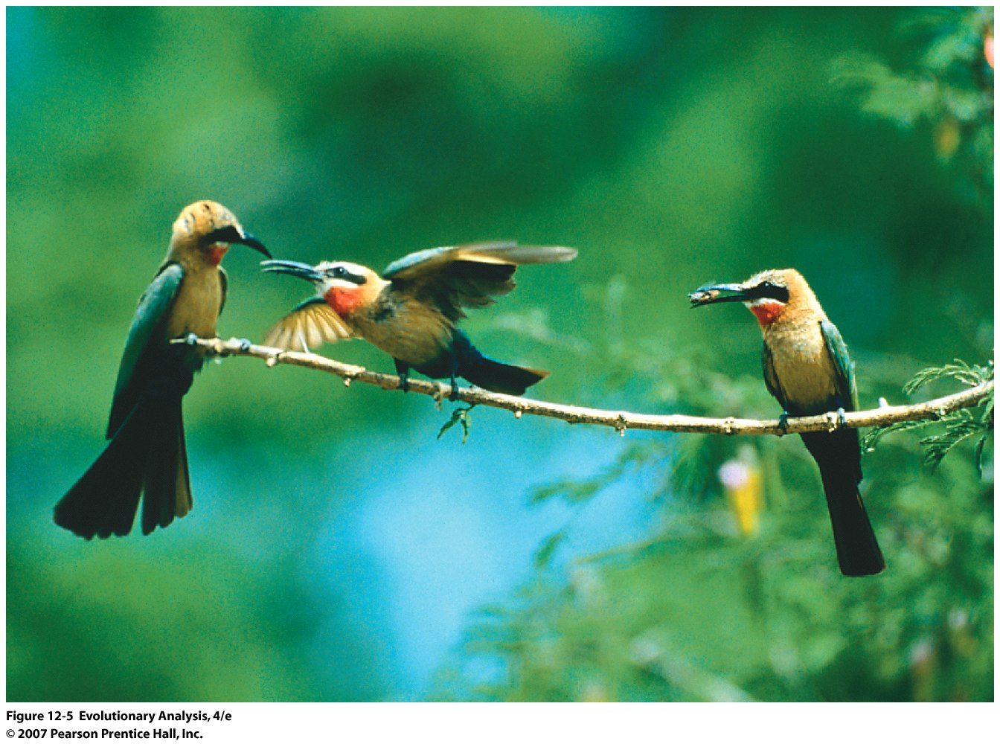 Figure 12-5 Evolutionary Analysis, 4/e
© 2007 Pearson Prentice Hall, Inc.